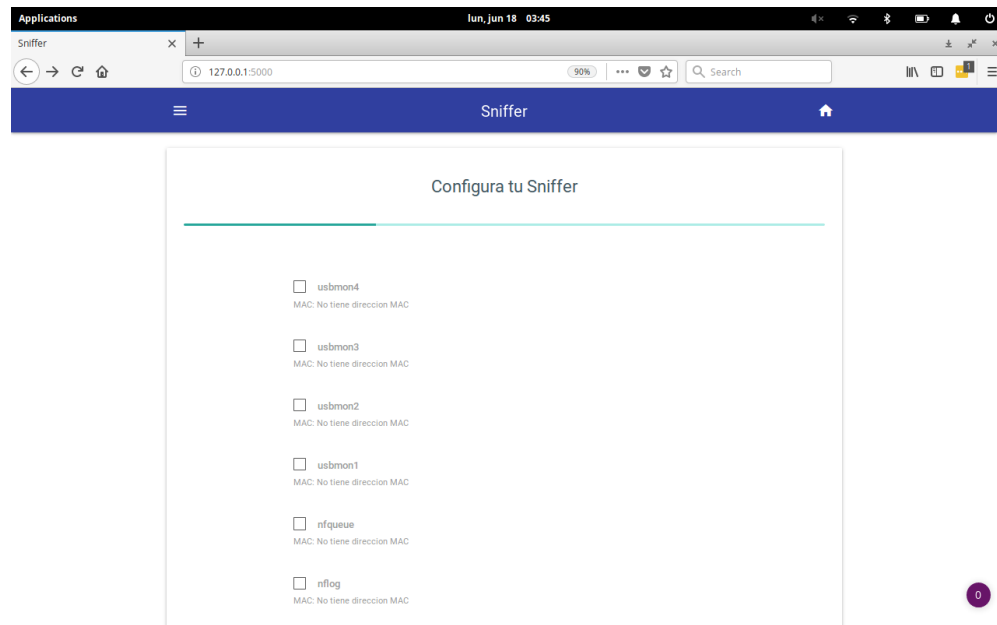 Applications
lun, jun 18 03:45
Sniffer
127.0.0.1:5000
90%
Search
1
Sniffer
Configura tu Sniffer
usbmon4
MAC: No tiene direccion MAC
usbmon3
MAC: No tiene direccion MAC
usbmon2
MAC: No tiene direccion MAC
usbmon1
MAC: No tiene direccion MAC
nfqueue
MAC: No tiene direccion MAC
nflog
MAC: No tiene direccion MAC
0